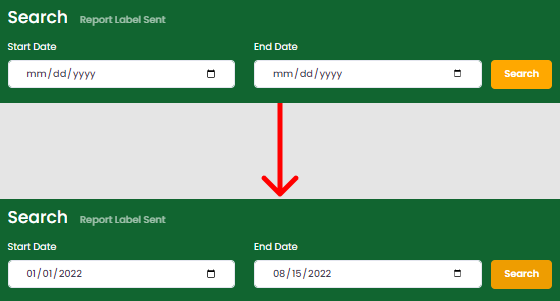 Search Report Label Sent
Start Date End Date
mm/dd/yyyy mm/dd/yyyy Search
Search Report Label Sent
Start Date End Date
01/01/2022 08/15/2022 Search